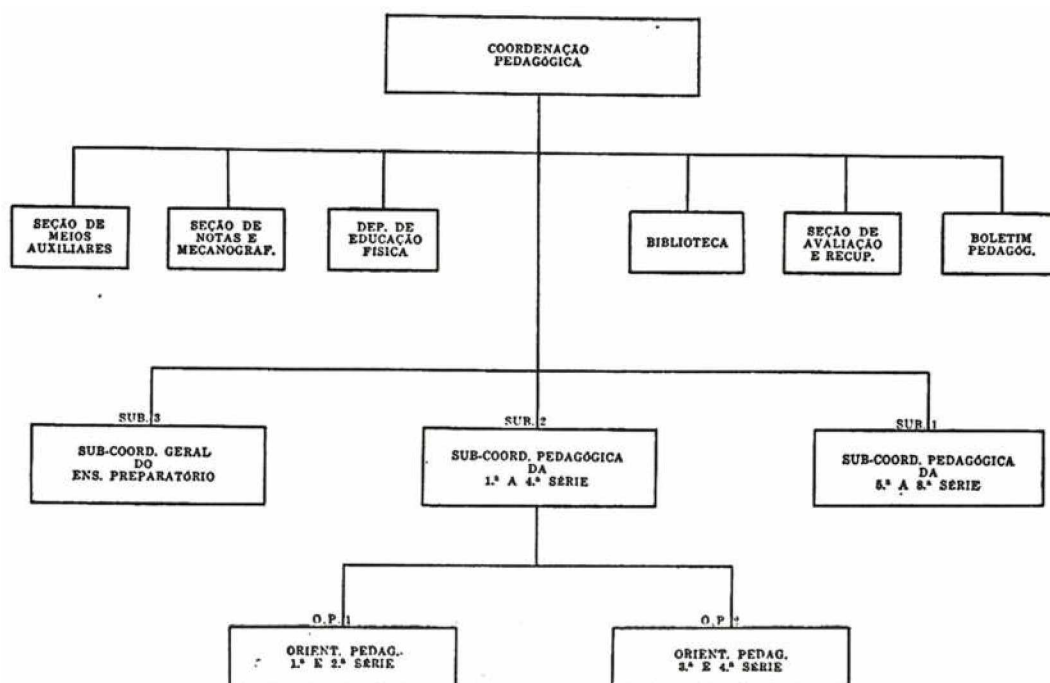 COORDENAÇÃO
PEDAGÓGICA
SEÇÃO DE
MEIOS
AUXILIARES
SEÇÃO DE
NOTAS E
MECANOGRAF.
DEP. DE
EDUCAÇÃO
FISICA
BIBLIOTECA
SEÇÃO DE
AVALIAÇÃO
E RECUP.
BOLETIM
PEDAGÓG.
SUB. 3
SUB-COORD. GERAL
DO
ENS. PREPARATÓRIO
SUB. 2
SUB-COORD. PEDAGÓGICA
DA
1.ª A 4.ª SÉRIE
SUB. 1
SUB-COORD. PEDAGÓGICA
DA
5.ª A 8.ª SÉRIE
O.P. 1
ORIENT. PEDAG.
1.ª E 2.ª SÉRIE
O.P.
ORIENT. PEDAG.
3.ª E 4.ª SÉRIE